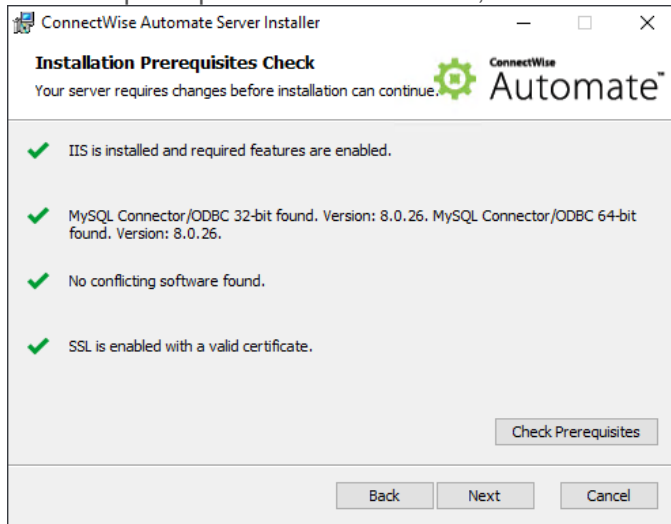 ConnectWise Automate Server Installer
Installation Prerequisites Check
Your server requires changes before installation can continue.
ConnectWise
Automate™
IIS is installed and required features are enabled.
MySQL Connector/ODBC 32-bit found. Version: 8.0.26. MySQL Connector/ODBC 64-bit
found. Version: 8.0.26.
No conflicting software found.
SSL is enabled with a valid certificate.
Check Prerequisites
Back Next Cancel